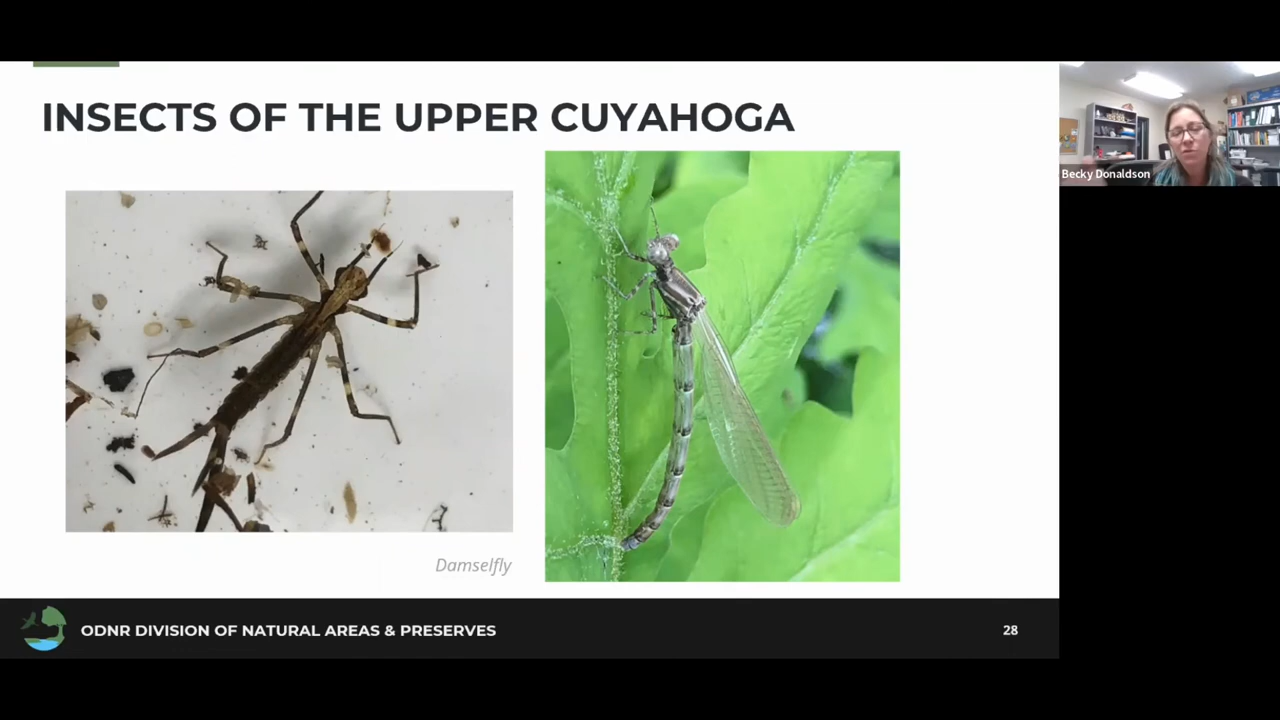 INSECTS OF THE UPPER CUYAHOGA
Becky Donaldson
Damselfly
ODNR DIVISION OF NATURAL AREAS & PRESERVES
28